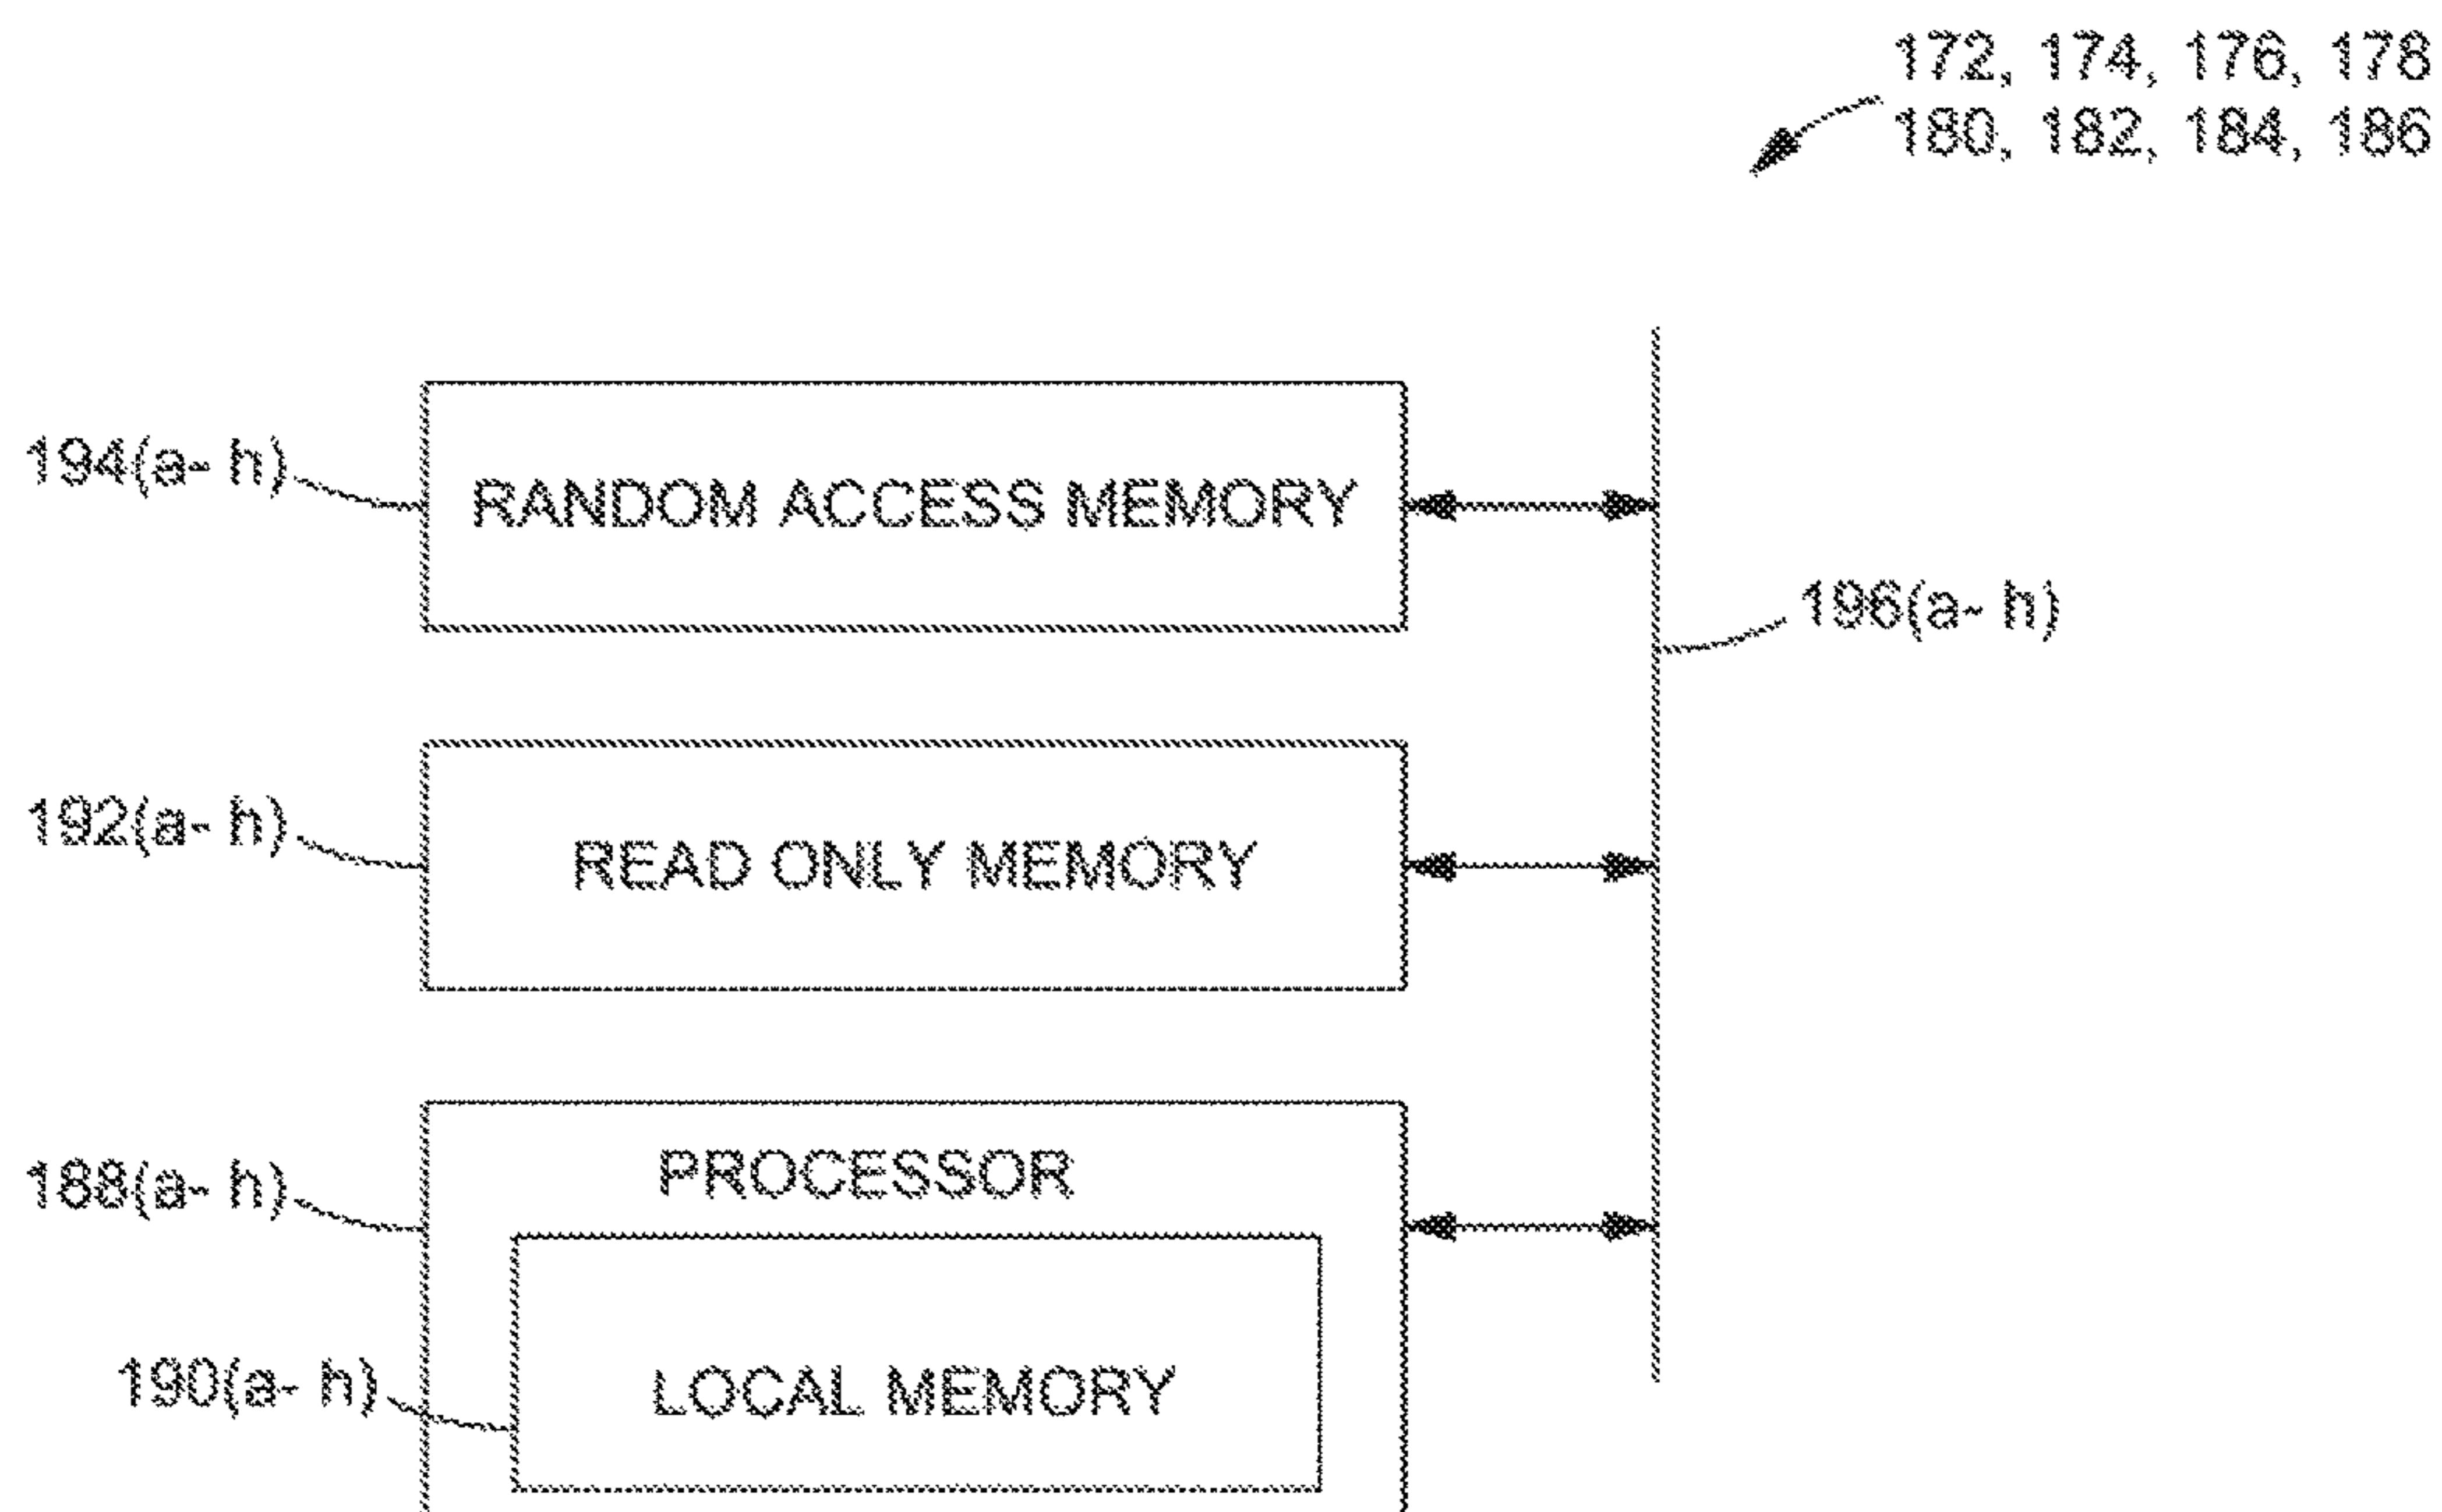 172, 174, 176, 178
180, 182, 184, 186
194(a- h)
RANDOM ACCESS MEMORY
196(a- h)
192(a- h)
READ ONLY MEMORY
188(a- h)
PROCESSOR
190(a- h)
LOCAL MEMORY